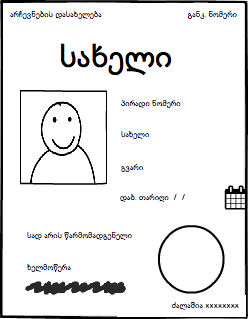 არჩევნების დასახელება
განკ. ნომერი
სახელი
პირადი ნომერი
სახელი
გვარი
დაბ. თარიღი / /
სად არის წარმომადგენელი
ხელმოწერა
ძალაშია xxxxxxxx